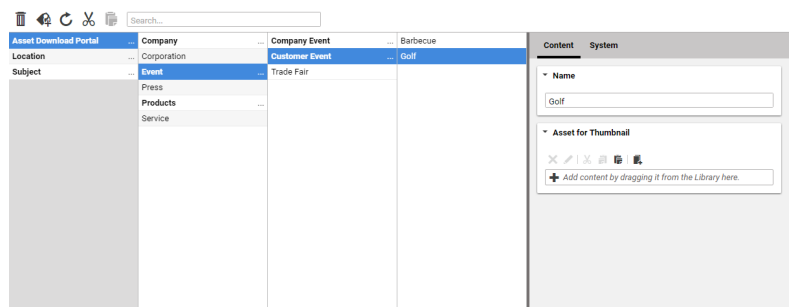 Search...
Asset Download Portal ...
Location ...
Subject ...
Company ...
Corporation
Event ...
Press
Products ...
Service
Company Event ...
Customer Event ...
Trade Fair
Barbecue
Golf
Content System
Name
Golf
Asset for Thumbnail
Add content by dragging it from the Library here.